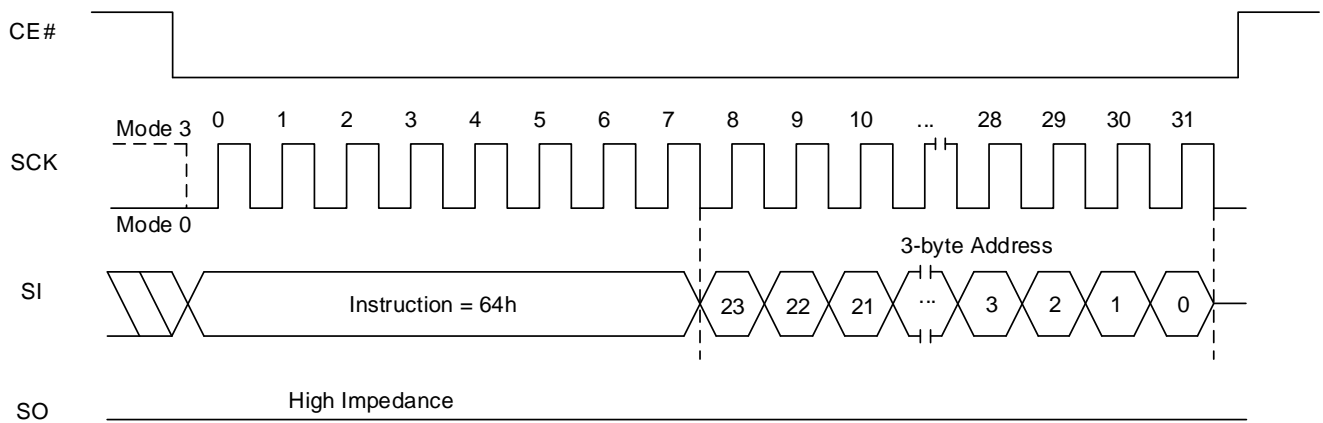 CE#
Mode 3
0 1 2 3 4 5 6 7 8 9 10 ... 28 29 30 31
SCK
Mode 0
3-byte Address
SI
Instruction = 64h
23 22 21 ... 3 2 1 0
High Impedance
SO